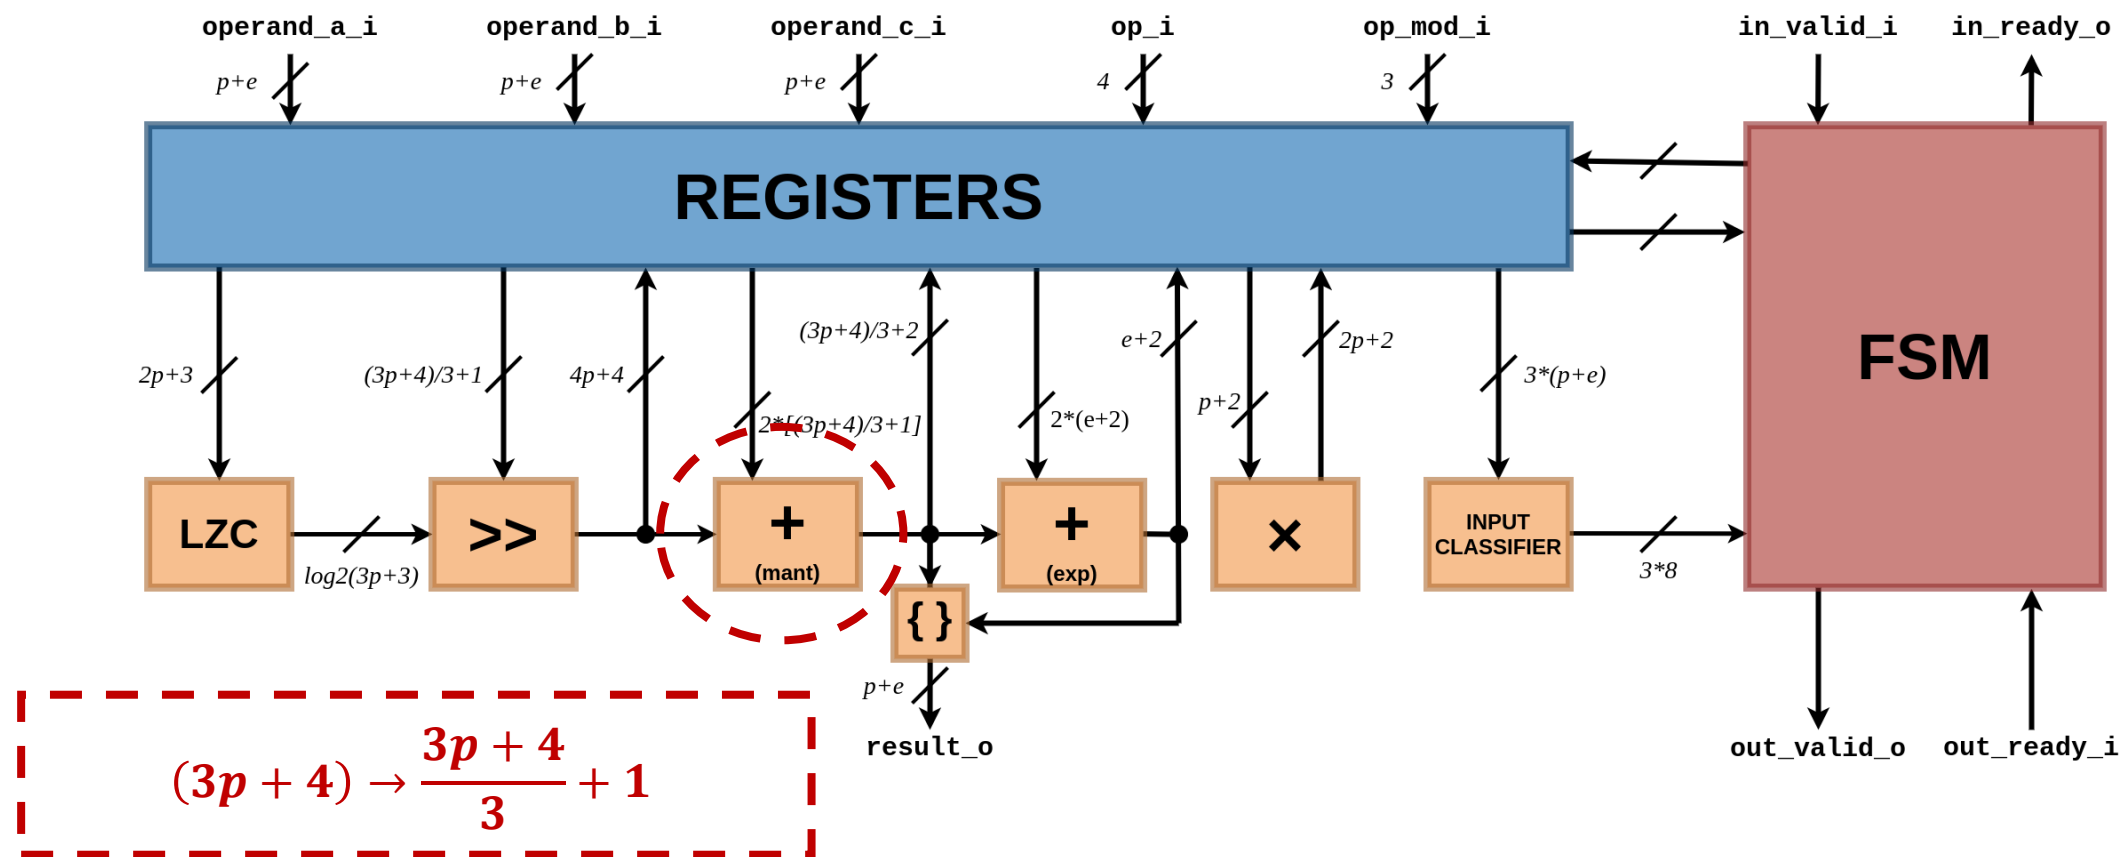 operand_a_i operand_b_i operand_c_i op_i op_mod_i in_valid_i in_ready_o
p+e p+e p+e 4 3
REGISTERS
FSM
2p+3 (3p+4)/3+1 4p+4 2*[(3p+4)/3+1] (3p+4)/3+2 2*(e+2) e+2 p+2 2p+2 3*(p+e)
LZC >> + + × INPUT
CLASSIFIER
(mant) (exp)
log2(3p+3) 3*8
{ }
p+e
result_o out_valid_o out_ready_i
(3p + 4) → 3p + 4
3 + 1